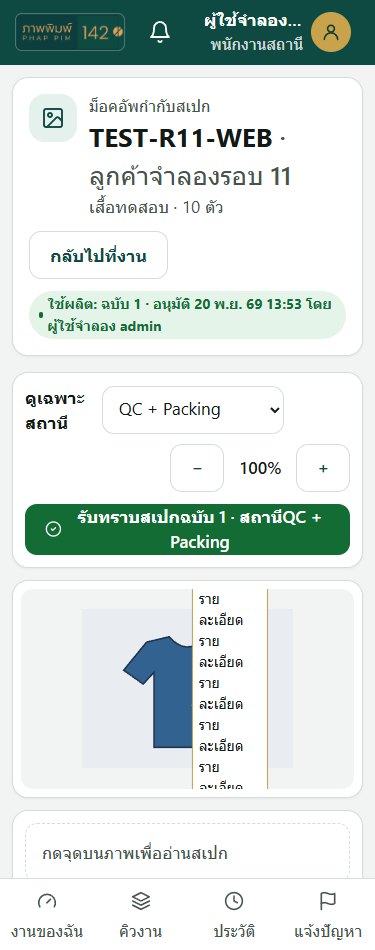 ภาพพิมพ์
PHAP PIM
142
ผู้ใช้จำลอง...
พนักงานสถานี
ม็อคอัพกำกับสเปก
TEST-R11-WEB ·
ลูกค้าจำลองรอบ 11
เสื้อทดสอบ · 10 ตัว
กลับไปที่งาน
ใช้ผลิต: ฉบับ 1 · อนุมัติ 20 พ.ย. 69 13:53 โดย
ผู้ใช้จำลอง admin
ดูเฉพาะ
สถานี
QC + Packing
− 100% +
รับทราบสเปกฉบับ 1 · สถานีQC +
Packing
ราย
ละเอียด
ราย
ละเอียด
ราย
ละเอียด
ราย
ละเอียด
ราย
ละเอียด
กดจุดบนภาพเพื่ออ่านสเปก
งานของฉัน คิวงาน ประวัติ แจ้งปัญหา